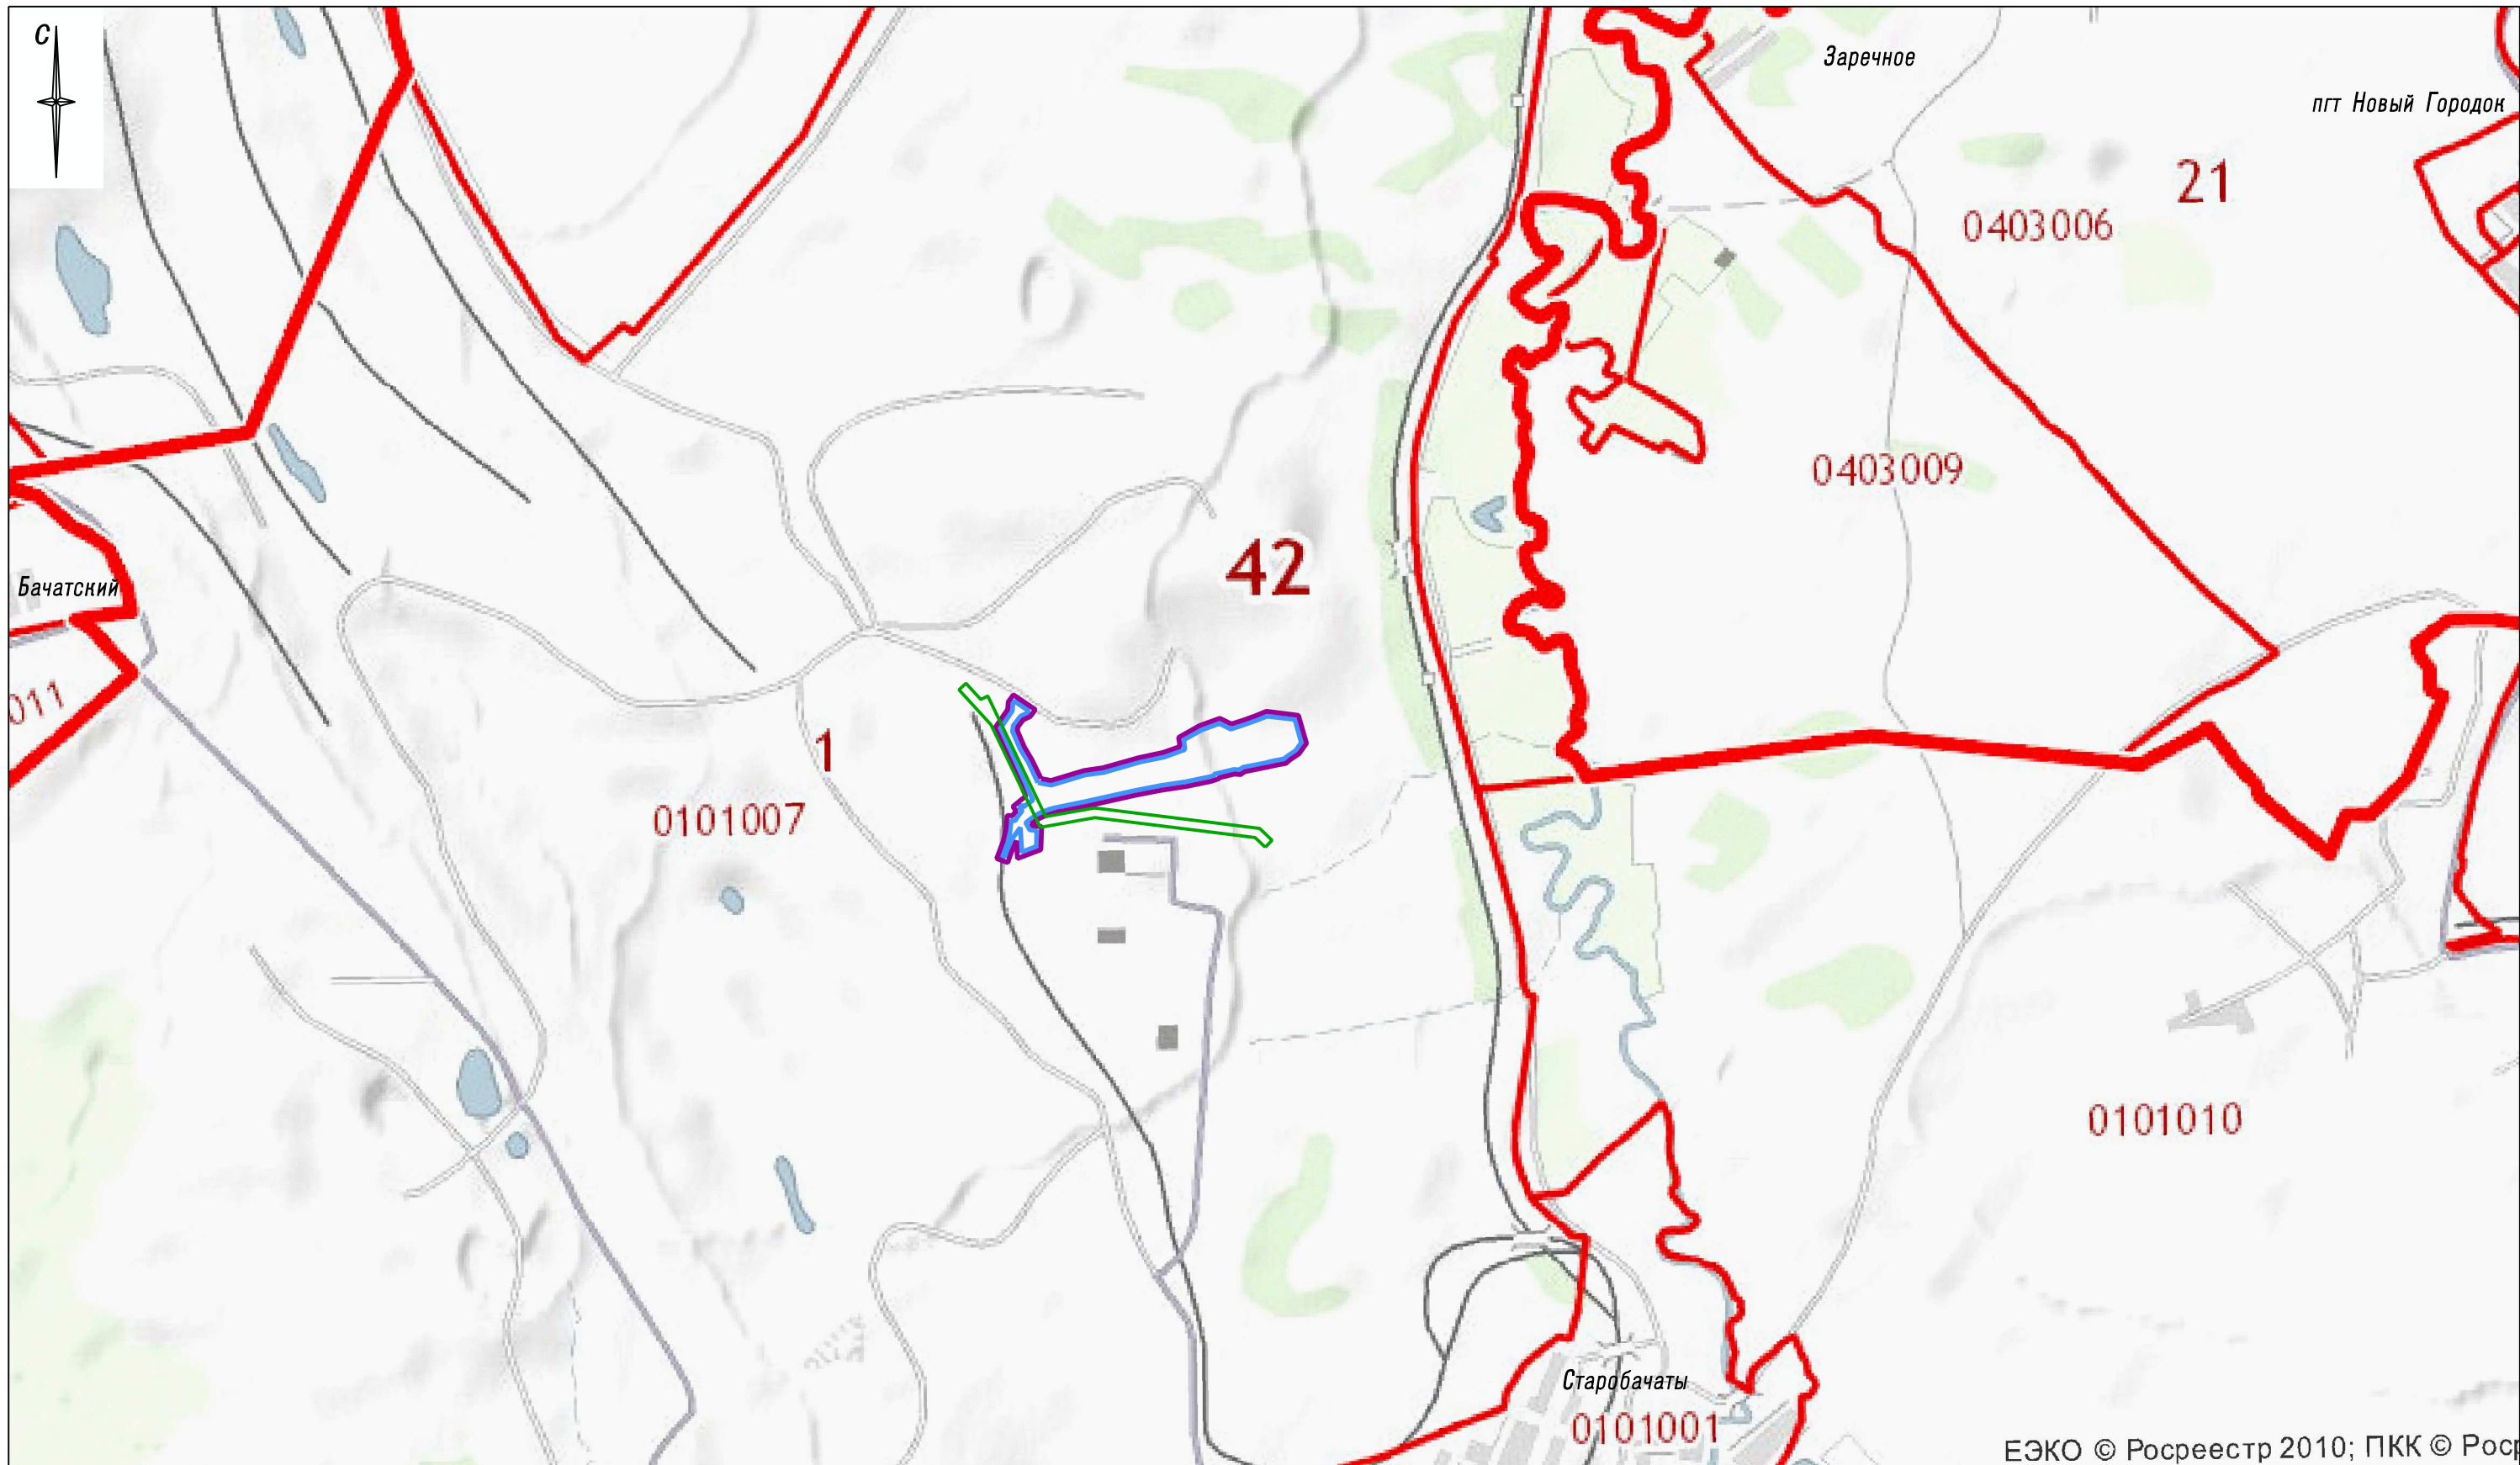 С
Заречное
пгт Новый Городок
21
0403006
0403009
42
Бачатский
011
1
0101007
0101010
Старобачаты
0101001
ЕЭКО © Росреестр 2010; ПКК © Рос